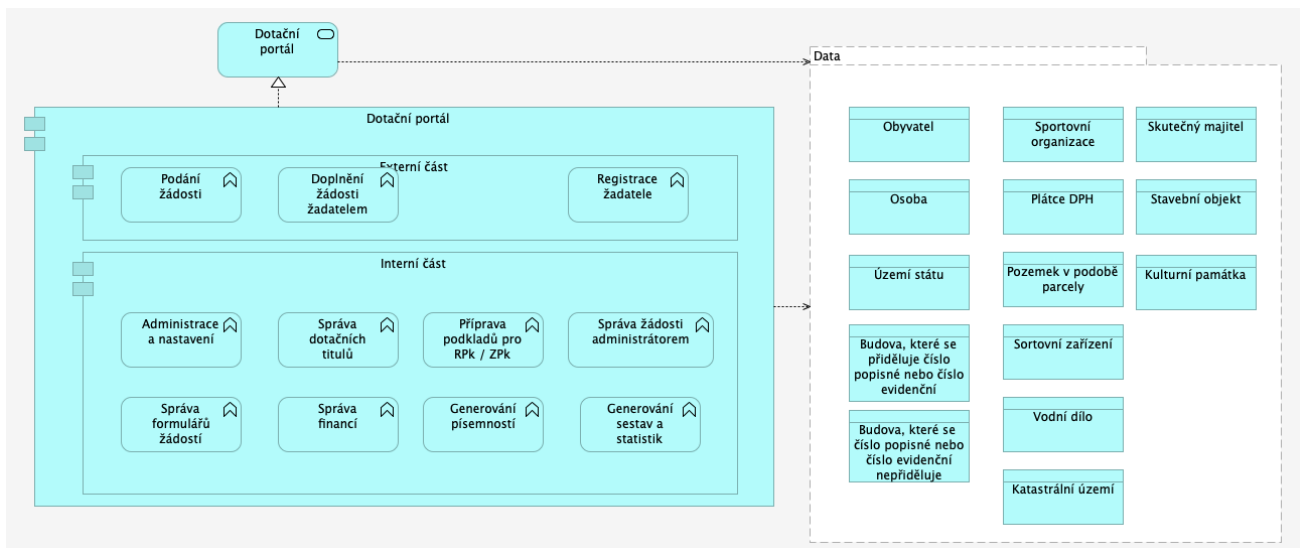 Dotační
portál
Data
Dotační portál
Externí část
Podání
žádosti
Doplnění
žádosti
žadatelem
Registrace
žadatele
Interní část
Administrace
a nastavení
Správa
dotačních
titulů
Příprava
podkladů pro
RPk / ZPk
Správa žádosti
administrátorem
Správa
formulářů
žádostí
Správa
financí
Generování
písemností
Generování
sestav a
statistik
Obyvatel
Sportovní
organizace
Skutečný majitel
Osoba
Plátce DPH
Stavební objekt
Území státu
Pozemek v podobě
parcely
Kulturní památka
Budova, které se
přiděluje číslo
popisné nebo číslo
evidenční
Sortovní zařízení
Budova, které se
číslo popisné nebo
číslo evidenční
nepřiděluje
Vodní dílo
Katastrální území